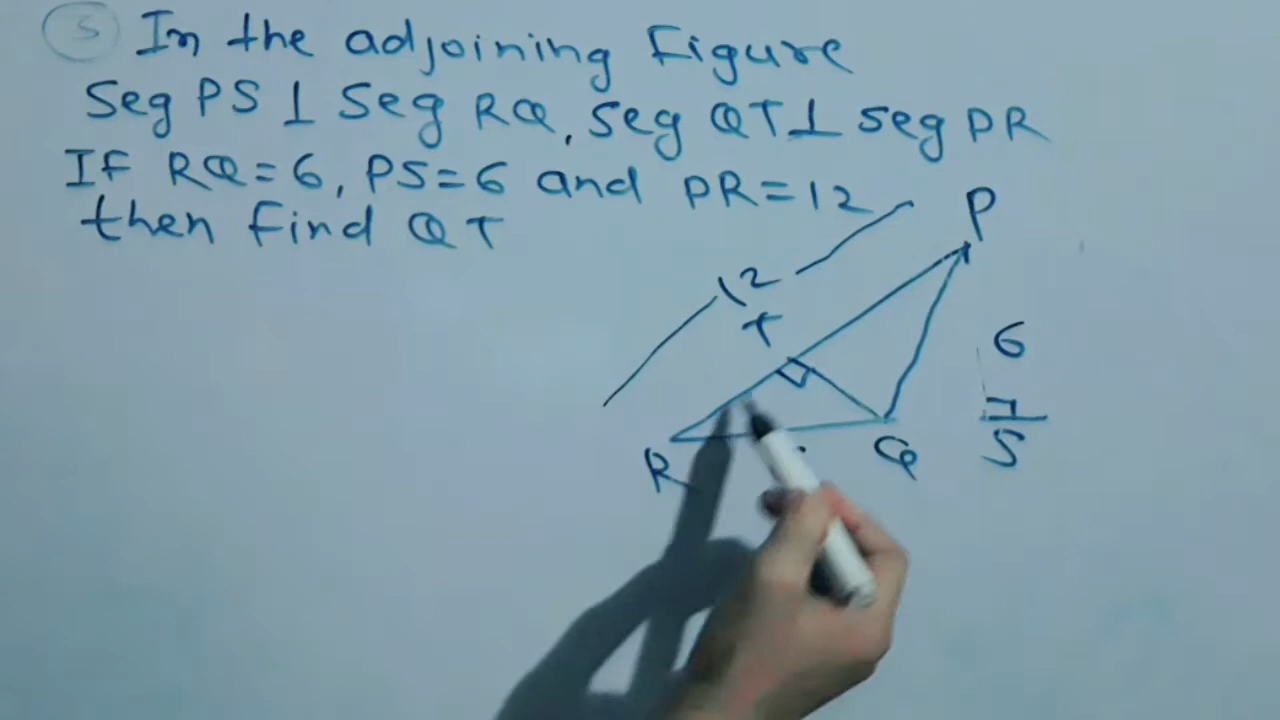 5 In the adjoining Figure
Seg PS ⊥ Seg RQ, seg QT ⊥ seg PR
If RQ=6, PS=6 and PR=12
then find QT
P
12
T
6
R
Q
S